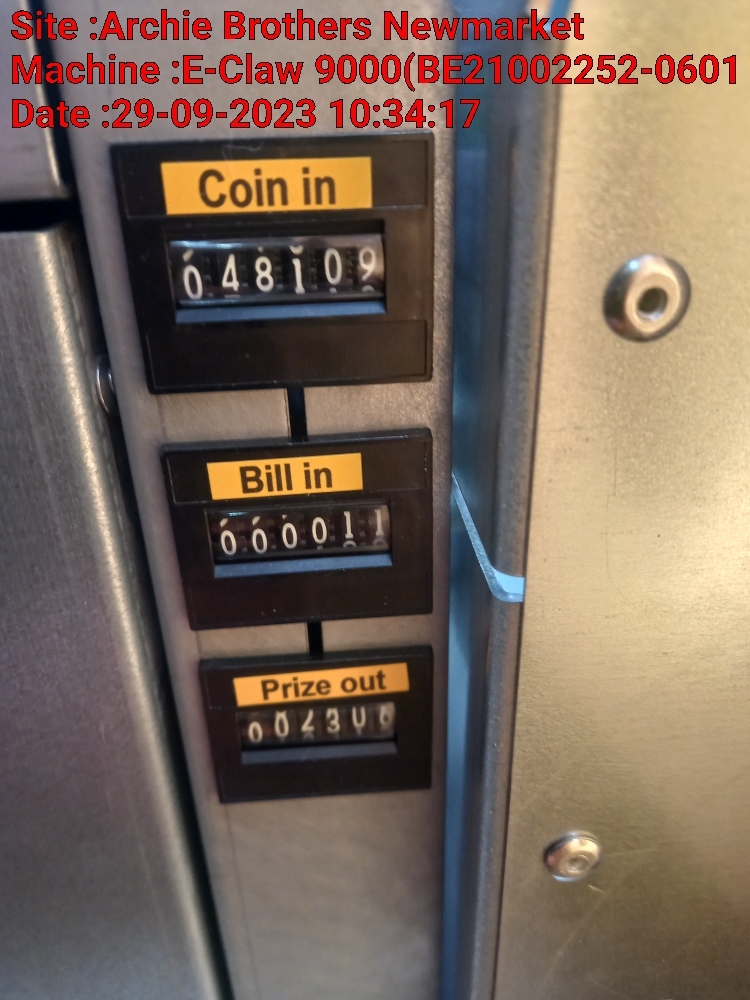 Site :Archie Brothers Newmarket
Machine :E-Claw 9000(BE21002252-0601
Date :29-09-2023 10:34:17
Coin in
048109
Bill in
000011
Prize out